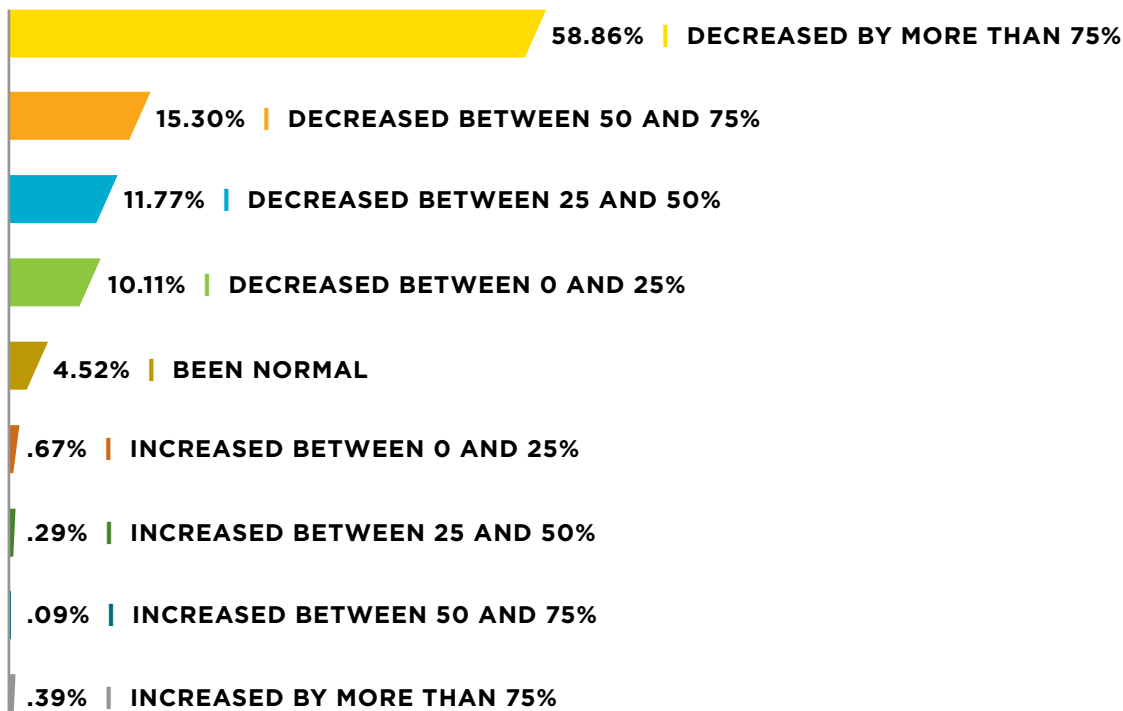 58.86% | DECREASED BY MORE THAN 75%
15.30% | DECREASED BETWEEN 50 AND 75%
11.77% | DECREASED BETWEEN 25 AND 50%
10.11% | DECREASED BETWEEN 0 AND 25%
4.52% | BEEN NORMAL
.67% | INCREASED BETWEEN 0 AND 25%
.29% | INCREASED BETWEEN 25 AND 50%
.09% | INCREASED BETWEEN 50 AND 75%
.39% | INCREASED BY MORE THAN 75%